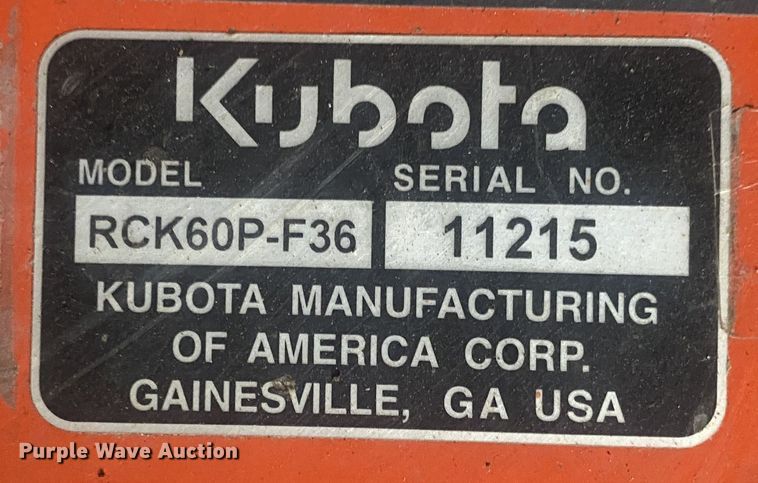 Kubota
MODEL SERIAL NO.
RCK60P-F36 11215
KUBOTA MANUFACTURING
OF AMERICA CORP.
GAINESVILLE, GA USA
Purple Wave Auction